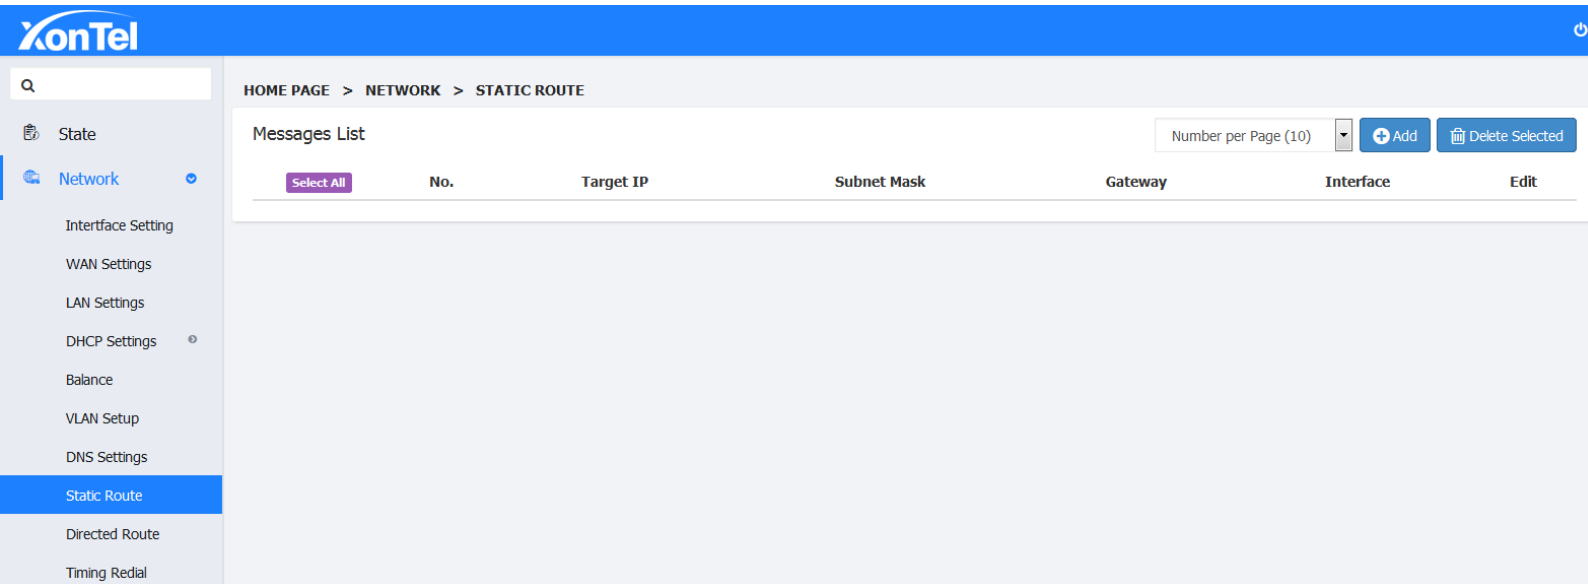 XonTel
HOME PAGE > NETWORK > STATIC ROUTE
State
Messages List
Number per Page (10)
Add
Delete Selected
Network
Select All No. Target IP Subnet Mask Gateway Interface Edit
Intertface Setting
WAN Settings
LAN Settings
DHCP Settings
Balance
VLAN Setup
DNS Settings
Static Route
Directed Route
Timing Redial